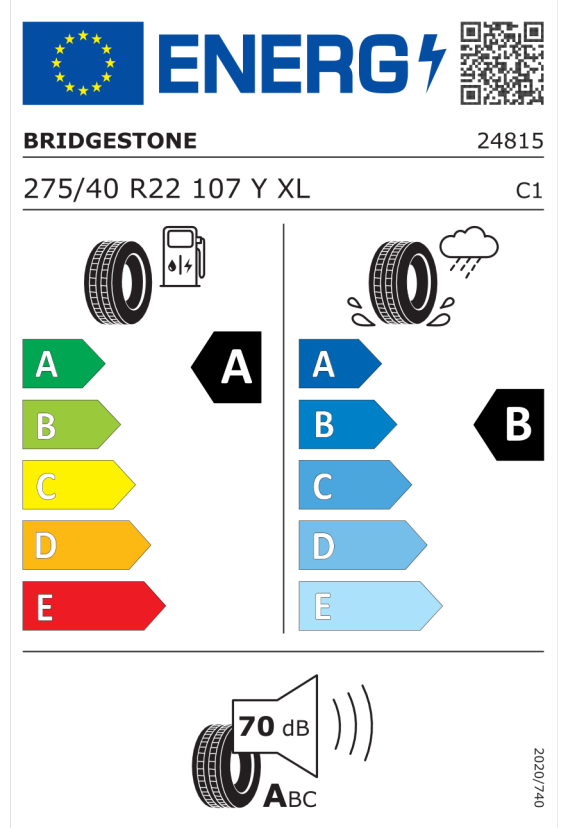 ENERG
BRIDGESTONE 24815
275/40 R22 107 Y XL C1
A A A
B B B
C C
D D
E E
70 dB
ABC
2020/740